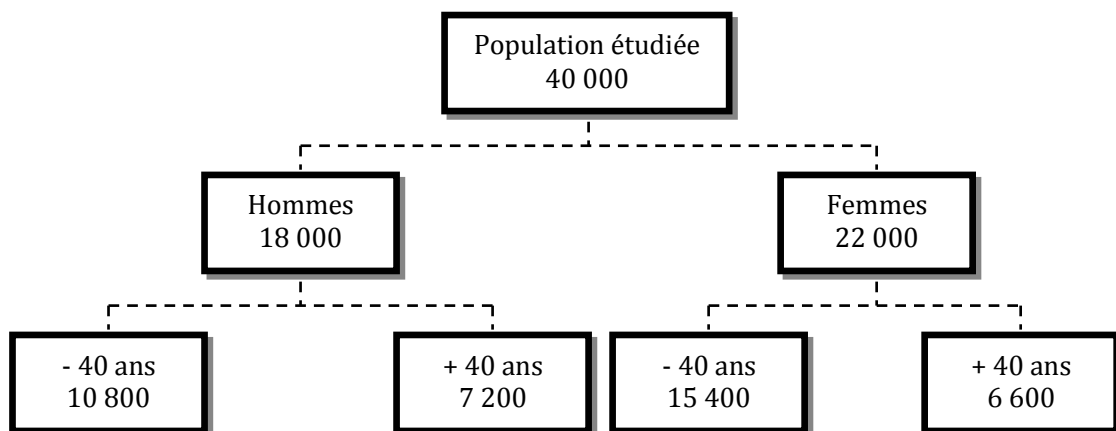 Population étudiée
40 000
Hommes
18 000
Femmes
22 000
- 40 ans
10 800
+ 40 ans
7 200
- 40 ans
15 400
+ 40 ans
6 600